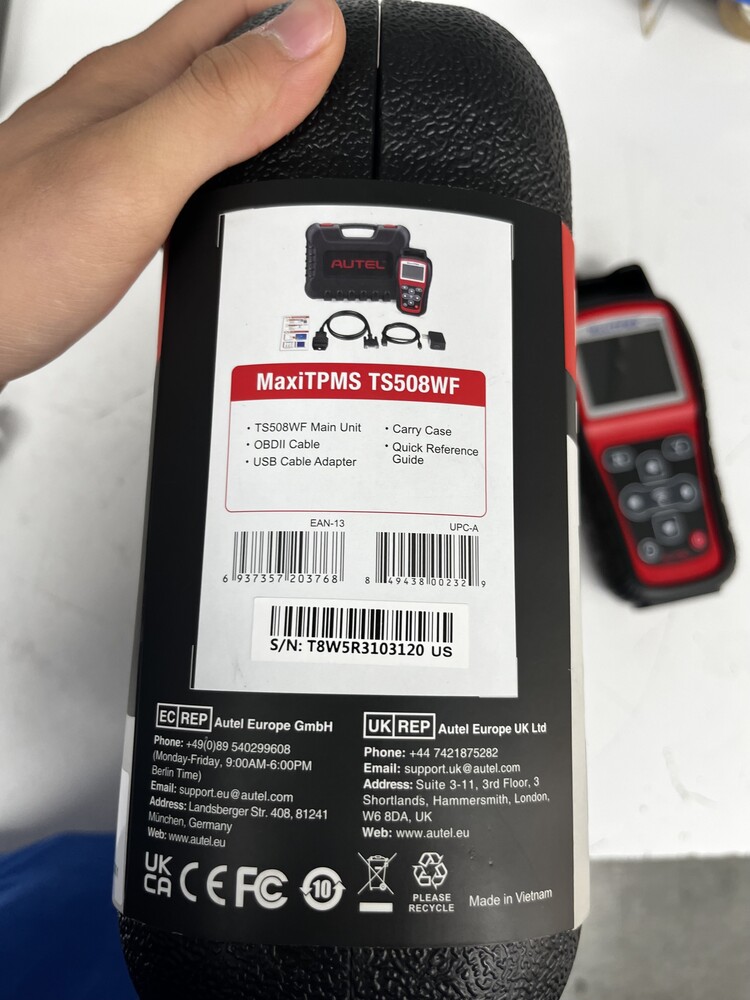 AUTEL
MaxiTPMS TS508WF
• TS508WF Main Unit
• OBDII Cable
• USB Cable Adapter
• Carry Case
• Quick Reference
Guide
EAN-13
6 937357 203768
UPC-A
8 49438 00232 9
S/N: T8W5R3103120 US
EC REP Autel Europe GmbH
Phone: +49(0)89 540299608
(Monday-Friday, 9:00AM-6:00PM
Berlin Time)
Email: support.eu@autel.com
Address: Landsberger Str. 408, 81241
München, Germany
Web: www.autel.eu
UK REP Autel Europe UK Ltd
Phone: +44 7421875282
Email: support.uk@autel.com
Address: Suite 3-11, 3rd Floor, 3
Shortlands, Hammersmith, London,
W6 8DA, UK
Web: www.autel.eu
UK
CA
CE
FC
10
PLEASE
RECYCLE
Made in Vietnam